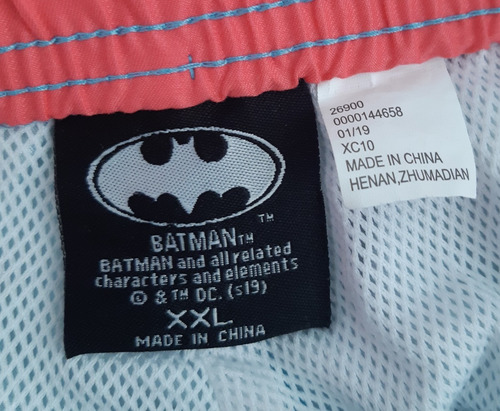 ™
BATMAN™
BATMAN and all related
characters and elements
© & ™ DC. (s19)
XXL
MADE IN CHINA
26900
0000144658
01/19
XC10
MADE IN CHINA
HENAN,ZHUMADIAN